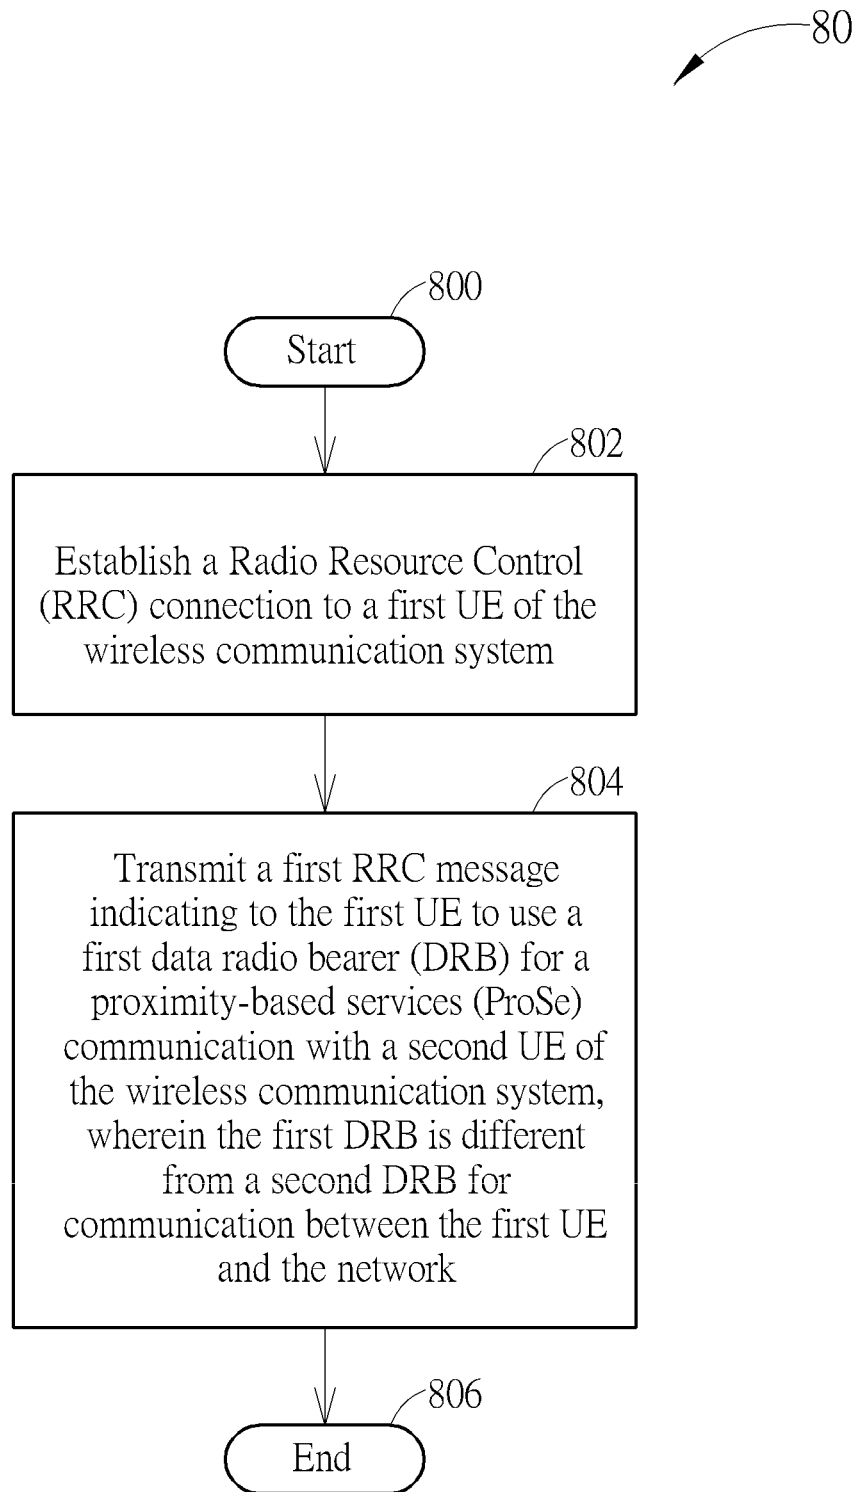 80
800
Start
802
Establish a Radio Resource Control
(RRC) connection to a first UE of the
wireless communication system
804
Transmit a first RRC message
indicating to the first UE to use a
first data radio bearer (DRB) for a
proximity-based services (ProSe)
communication with a second UE of
the wireless communication system,
wherein the first DRB is different
from a second DRB for
communication between the first UE
and the network
806
End